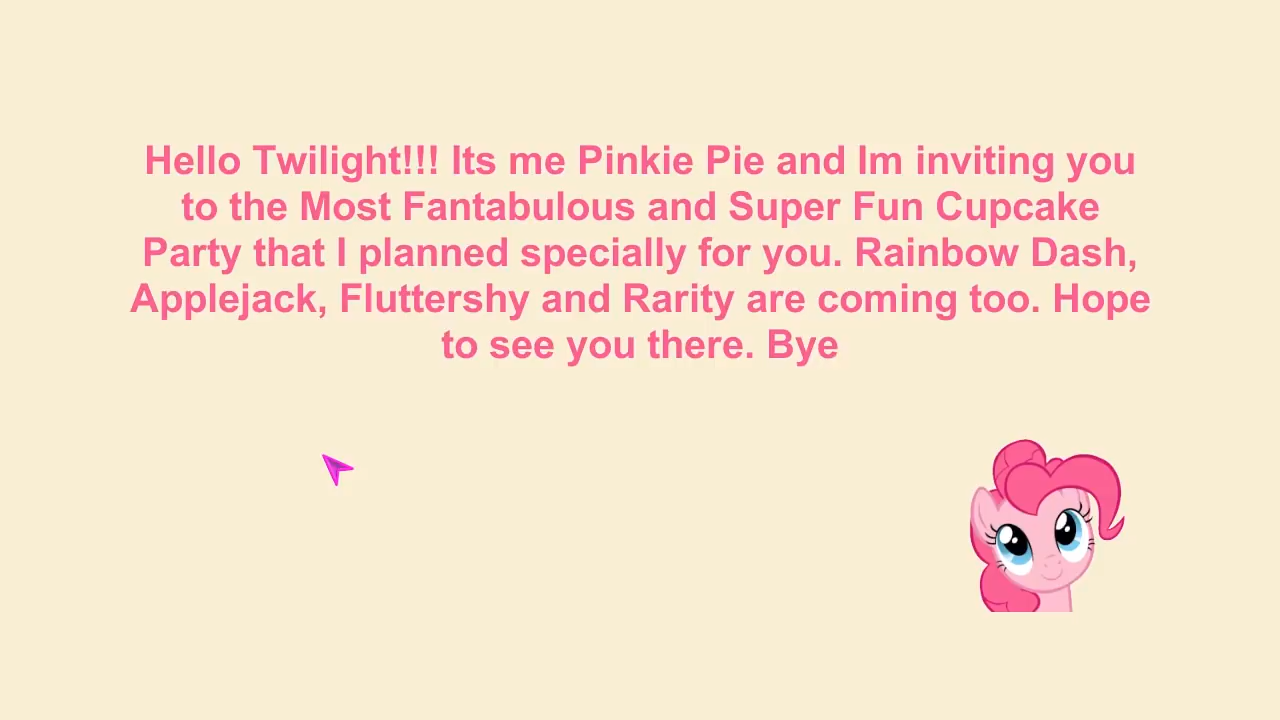 Hello Twilight!!! Its me Pinkie Pie and Im inviting you
to the Most Fantabulous and Super Fun Cupcake
Party that I planned specially for you. Rainbow Dash,
Applejack, Fluttershy and Rarity are coming too. Hope
to see you there. Bye